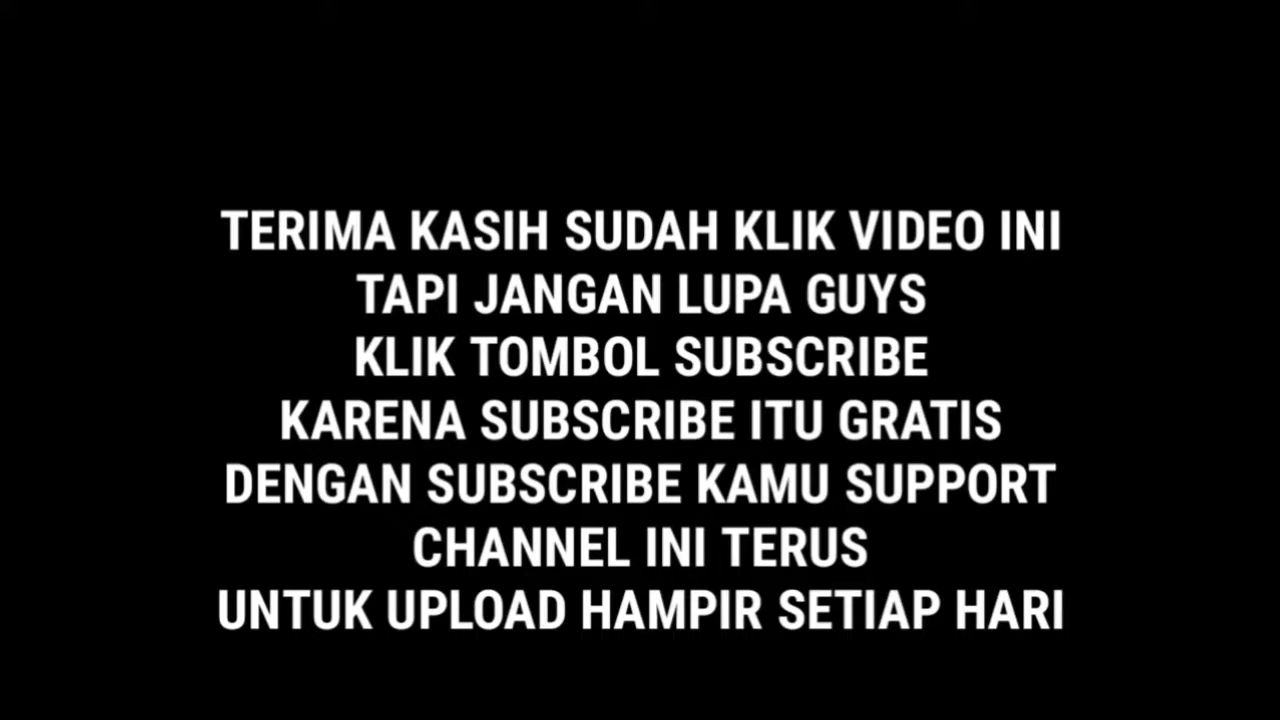 TERIMA KASIH SUDAH KLIK VIDEO INI
TAPI JANGAN LUPA GUYS
KLIK TOMBOL SUBSCRIBE
KARENA SUBSCRIBE ITU GRATIS
DENGAN SUBSCRIBE KAMU SUPPORT
CHANNEL INI TERUS
UNTUK UPLOAD HAMPIR SETIAP HARI